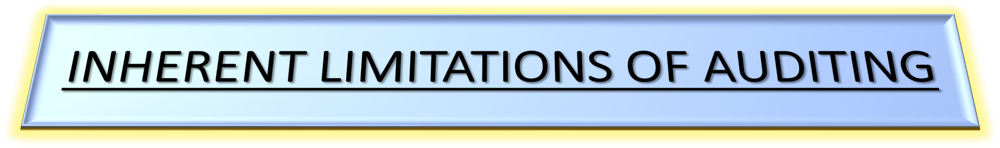 INHERENT LIMITATIONS OF AUDITING